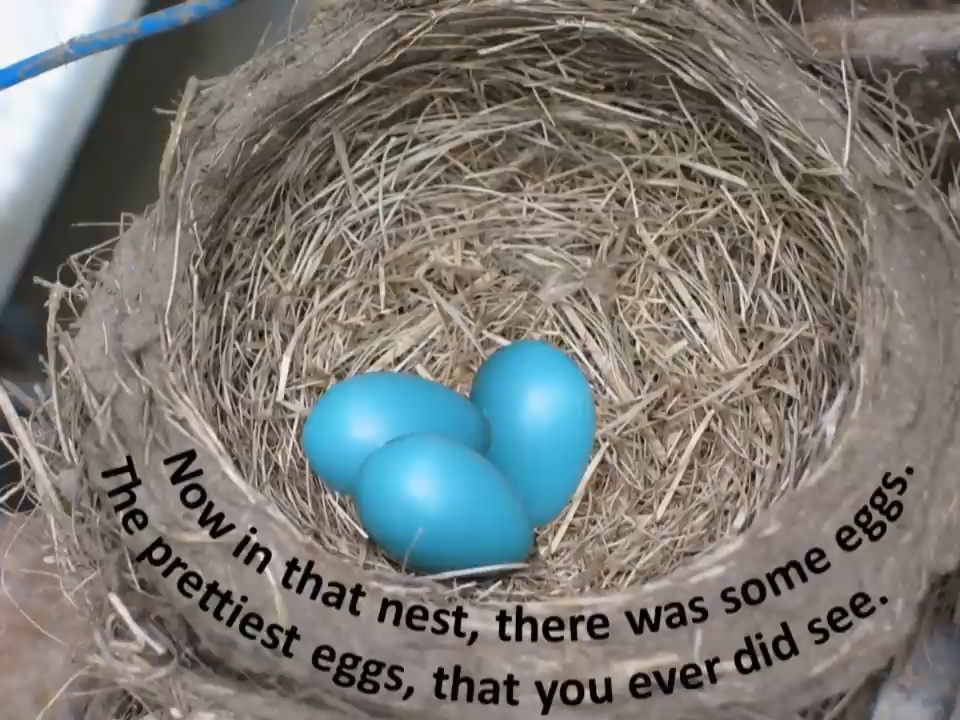 Now in that nest, there was some eggs.
The prettiest eggs, that you ever did see.